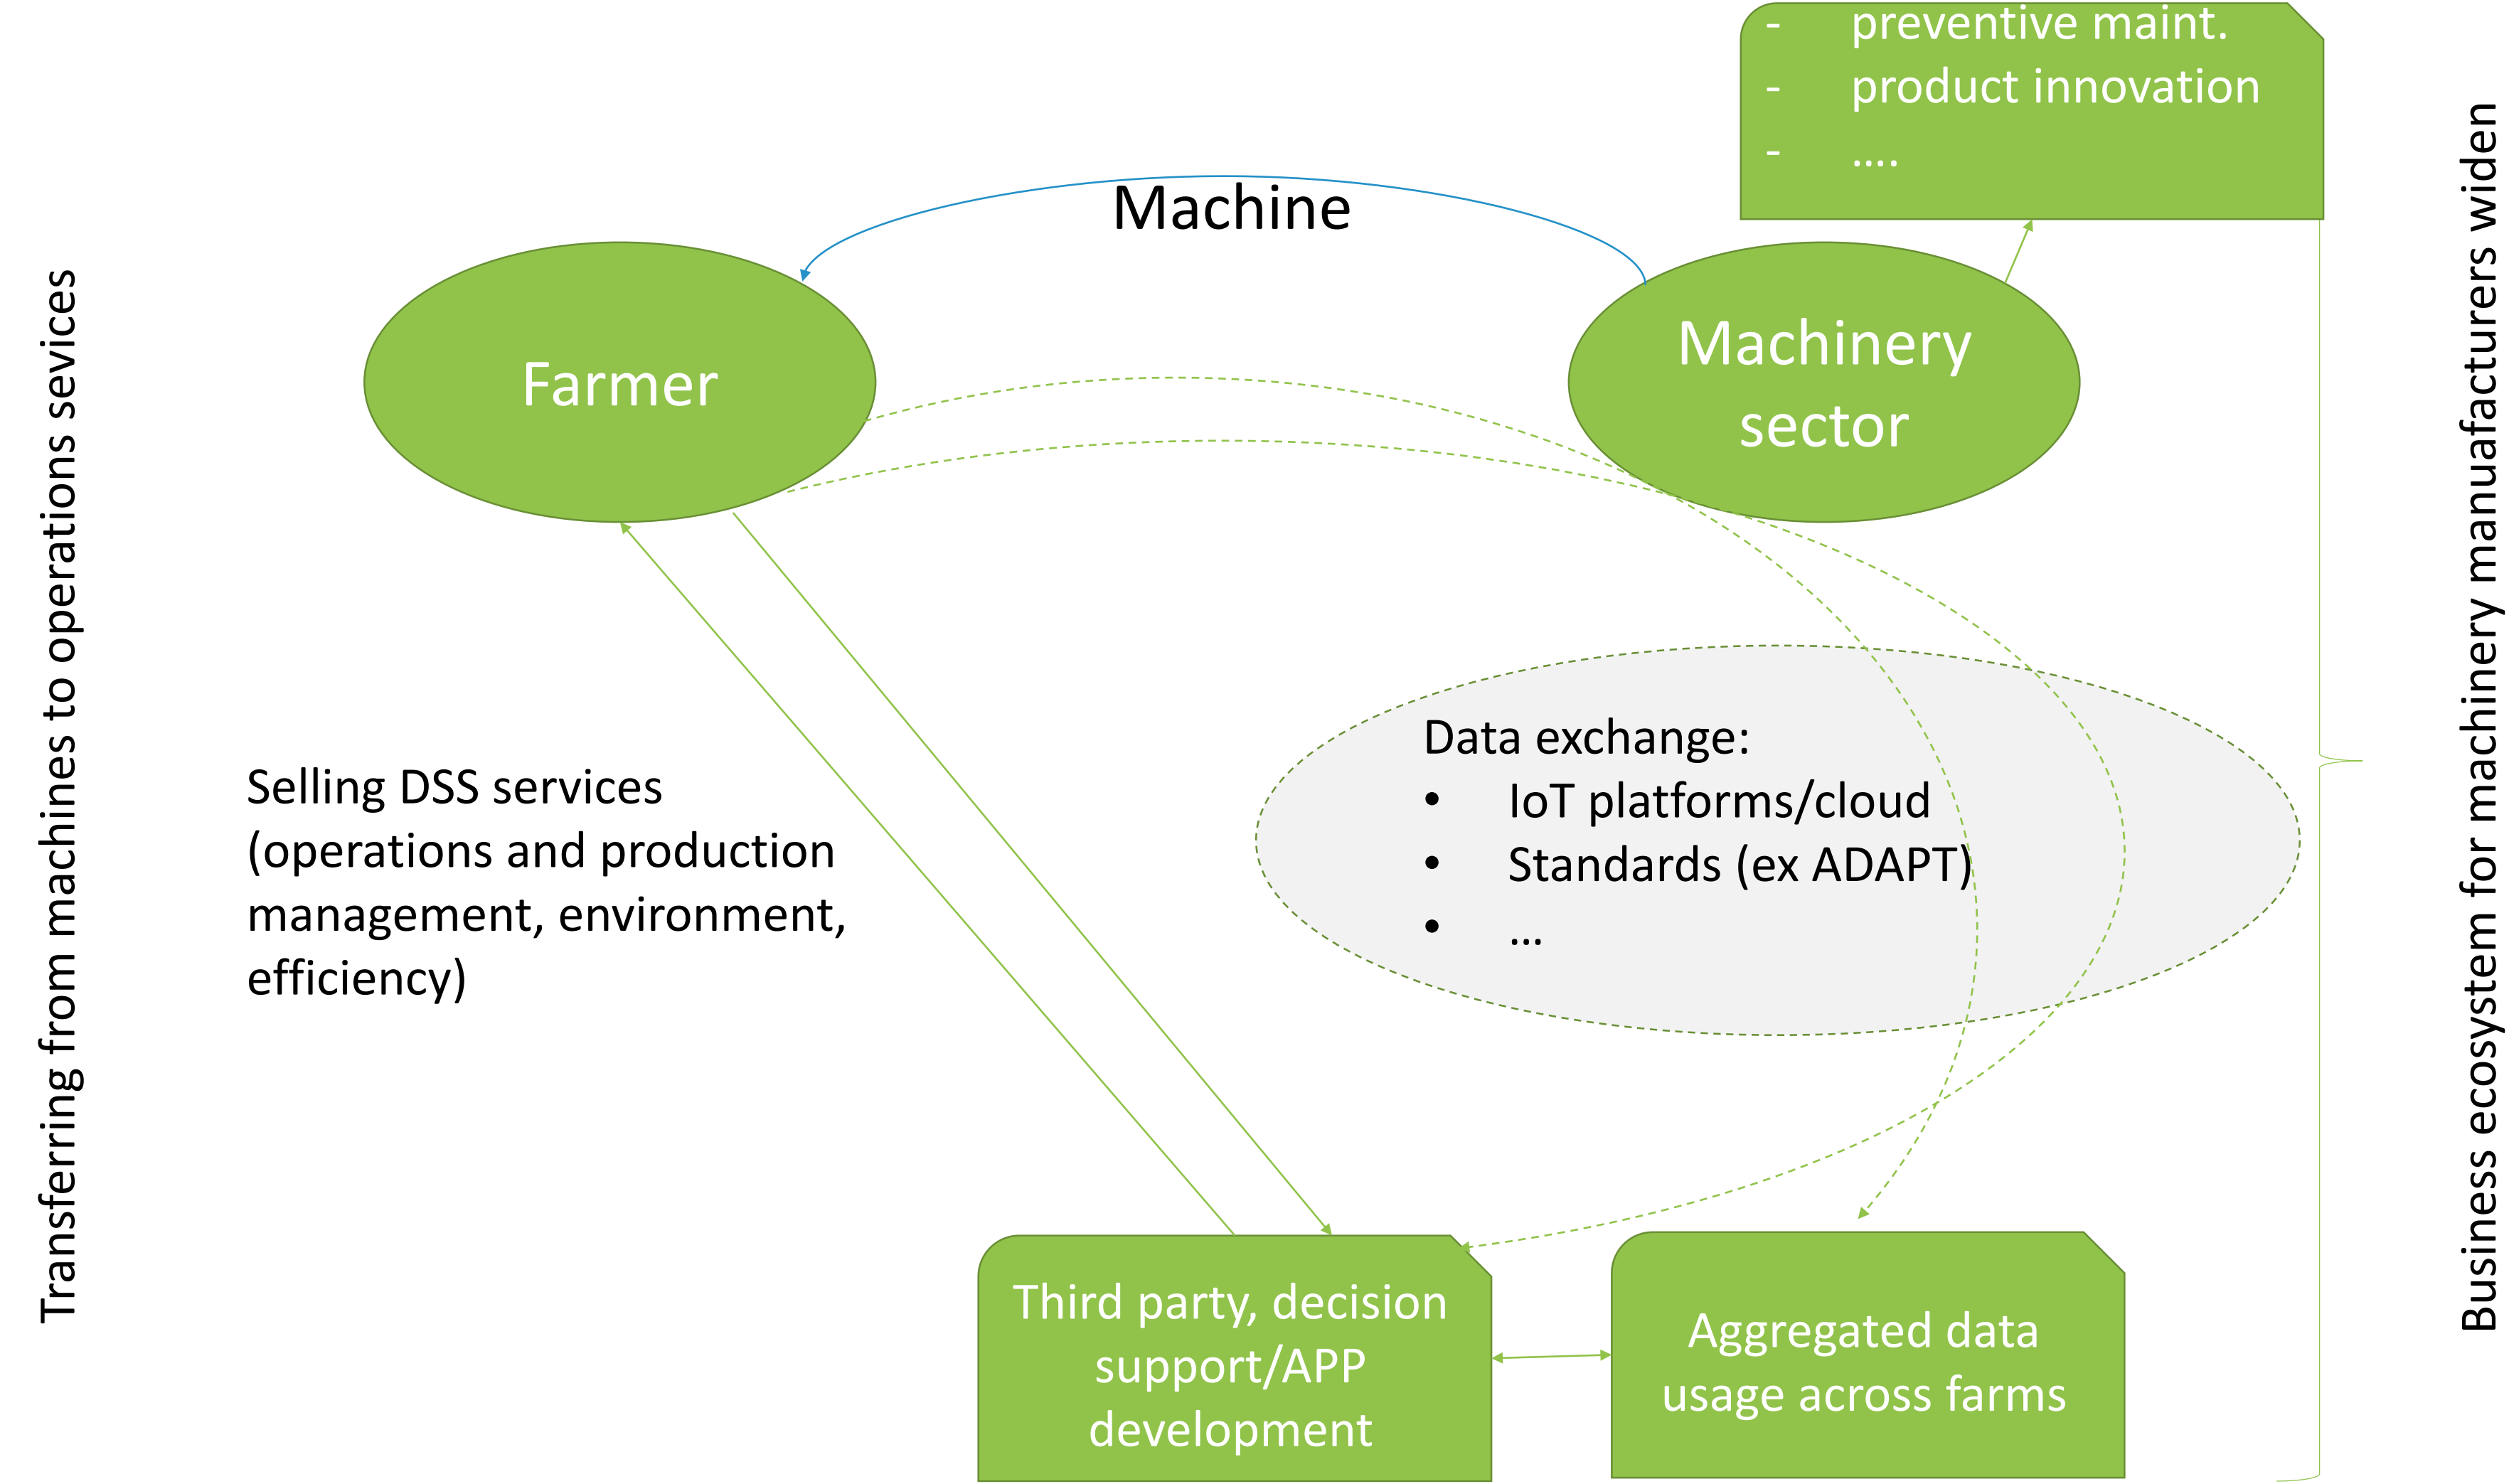 - preventive maint.
- product innovation
- ....
Machine
Farmer
Machinery
sector
Transferring from machines to operations sevices
Business ecosystem for machinery manuafacturers widen
Data exchange:
• IoT platforms/cloud
• Standards (ex ADAPT)
• ...
Selling DSS services
(operations and production
management, environment,
efficiency)
Third party, decision
support/APP
development
Aggregated data
usage across farms